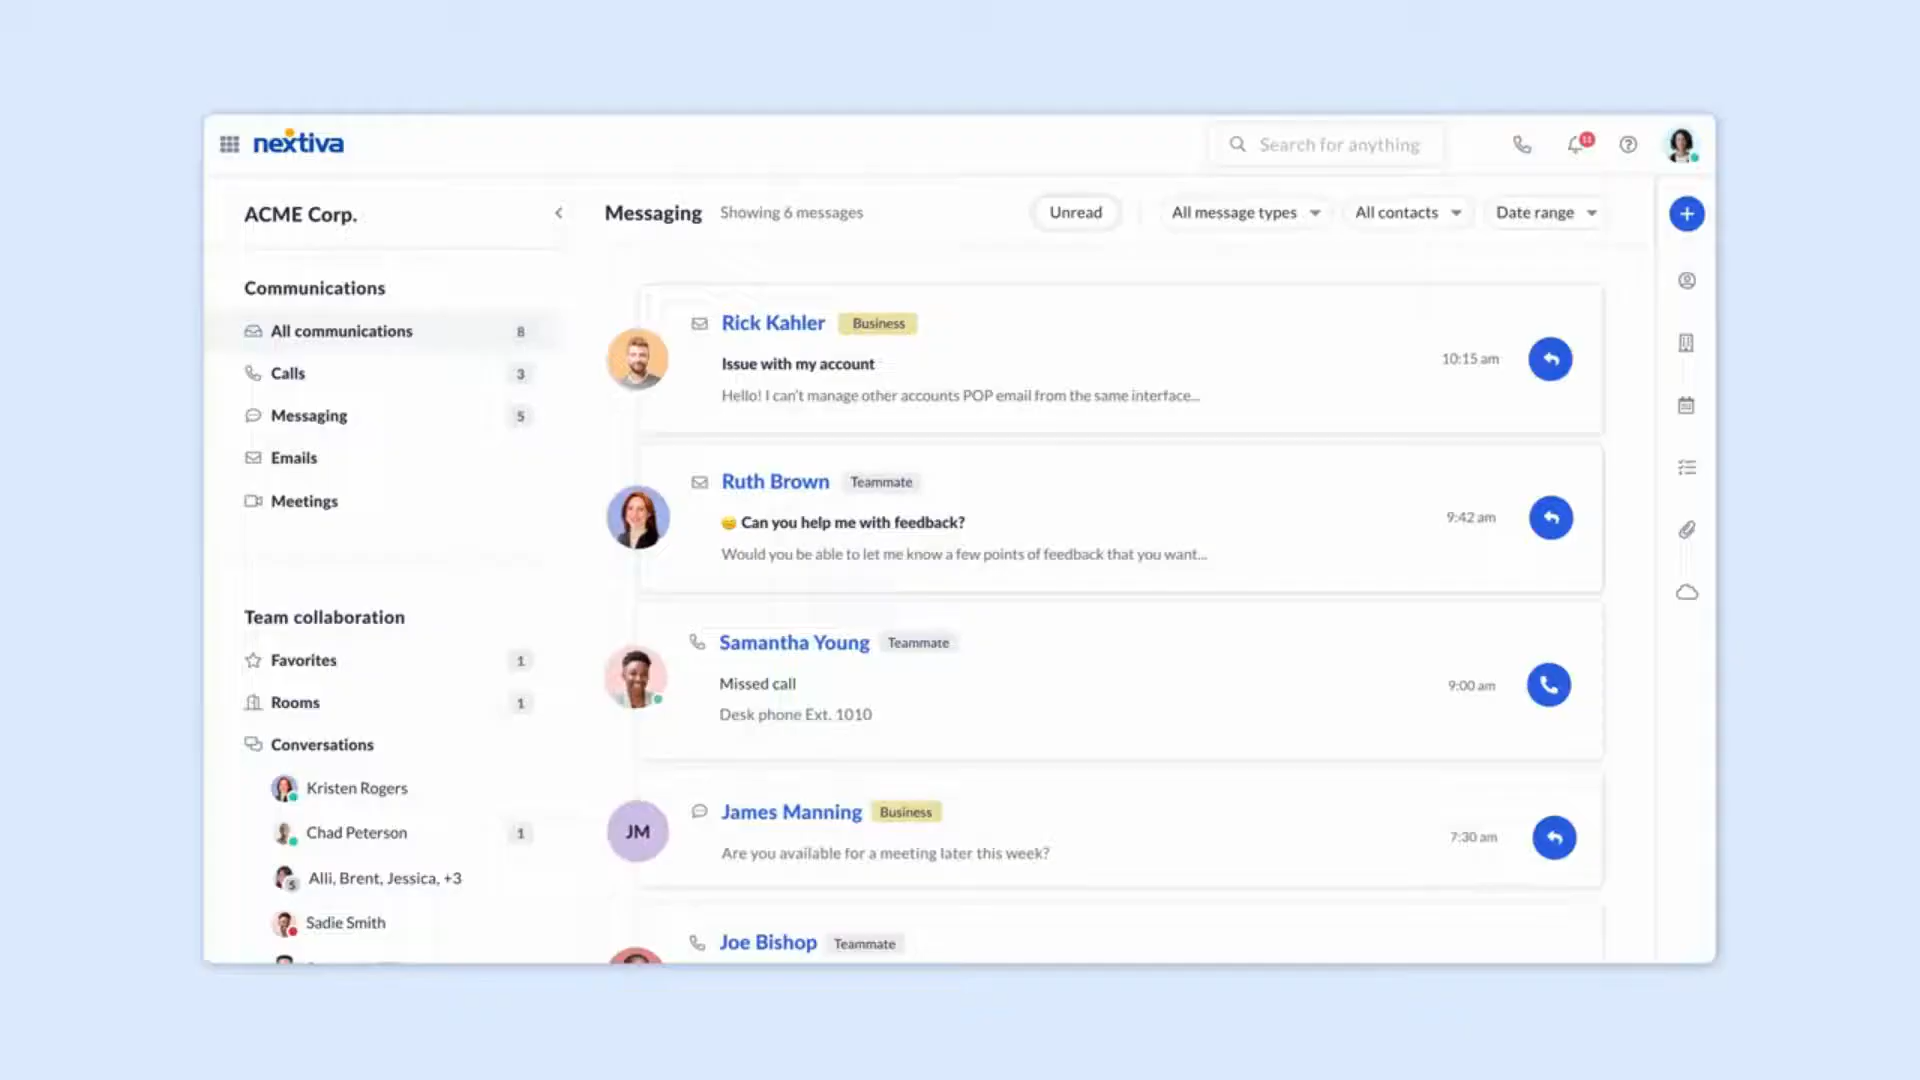 nextiva
Search for anything
11
ACME Corp.
Messaging
Showing 6 messages
Unread
All message types
All contacts
Date range
Communications
All communications
8
Calls
3
Messaging
5
Emails
Meetings
Team collaboration
Favorites
1
Rooms
1
Conversations
Kristen Rogers
Chad Peterson
1
5
Alli, Brent, Jessica, +3
Sadie Smith
Rick Kahler
Business
Issue with my account
Hello! I can't manage other accounts POP email from the same interface...
10:15 am
Ruth Brown
Teammate
Can you help me with feedback?
Would you be able to let me know a few points of feedback that you want...
9:42 am
Samantha Young
Teammate
Missed call
Desk phone Ext. 1010
9:00 am
JM
James Manning
Business
Are you available for a meeting later this week?
7:30 am
Joe Bishop
Teammate